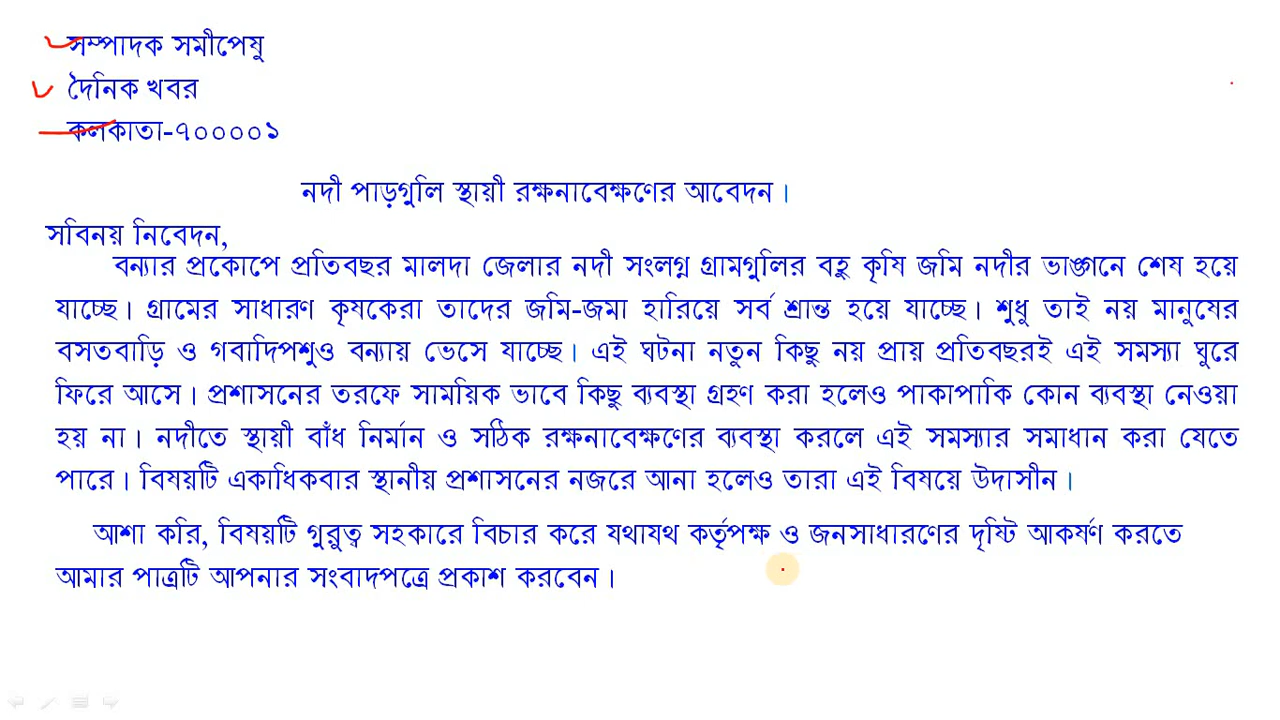 সম্পাদক সমীপেষু
দৈনিক খবর
কলকাতা-৭০০০০১
নদী পাড়গুলি স্থায়ী রক্ষনাবেক্ষণের আবেদন।
সবিনয় নিবেদন,
বন্যার প্রকোপে প্রতিবছর মালদা জেলার নদী সংলগ্ন গ্রামগুলির বহু কৃষি জমি নদীর ভাঙ্গনে শেষ হয়ে
যাচ্ছে। গ্রামের সাধারণ কৃষকেরা তাদের জমি-জমা হারিয়ে সর্ব শ্রান্ত হয়ে যাচ্ছে। শুধু তাই নয় মানুষের
বসতবাড়ি ও গবাদিপশুও বন্যায় ভেসে যাচ্ছে। এই ঘটনা নতুন কিছু নয় প্রায় প্রতিবছরই এই সমস্যা ঘুরে
ফিরে আসে। প্রশাসনের তরফে সাময়িক ভাবে কিছু ব্যবস্থা গ্রহণ করা হলেও পাকাপাকি কোন ব্যবস্থা নেওয়া
হয় না। নদীতে স্থায়ী বাঁধ নির্মান ও সঠিক রক্ষনাবেক্ষণের ব্যবস্থা করলে এই সমস্যার সমাধান করা যেতে
পারে। বিষয়টি একাধিকবার স্থানীয় প্রশাসনের নজরে আনা হলেও তারা এই বিষয়ে উদাসীন।
আশা করি, বিষয়টি গুরুত্ব সহকারে বিচার করে যথাযথ কর্তৃপক্ষ ও জনসাধারণের দৃষ্টি আকর্ষণ করতে
আমার পাত্রটি আপনার সংবাদপত্রে প্রকাশ করবেন।